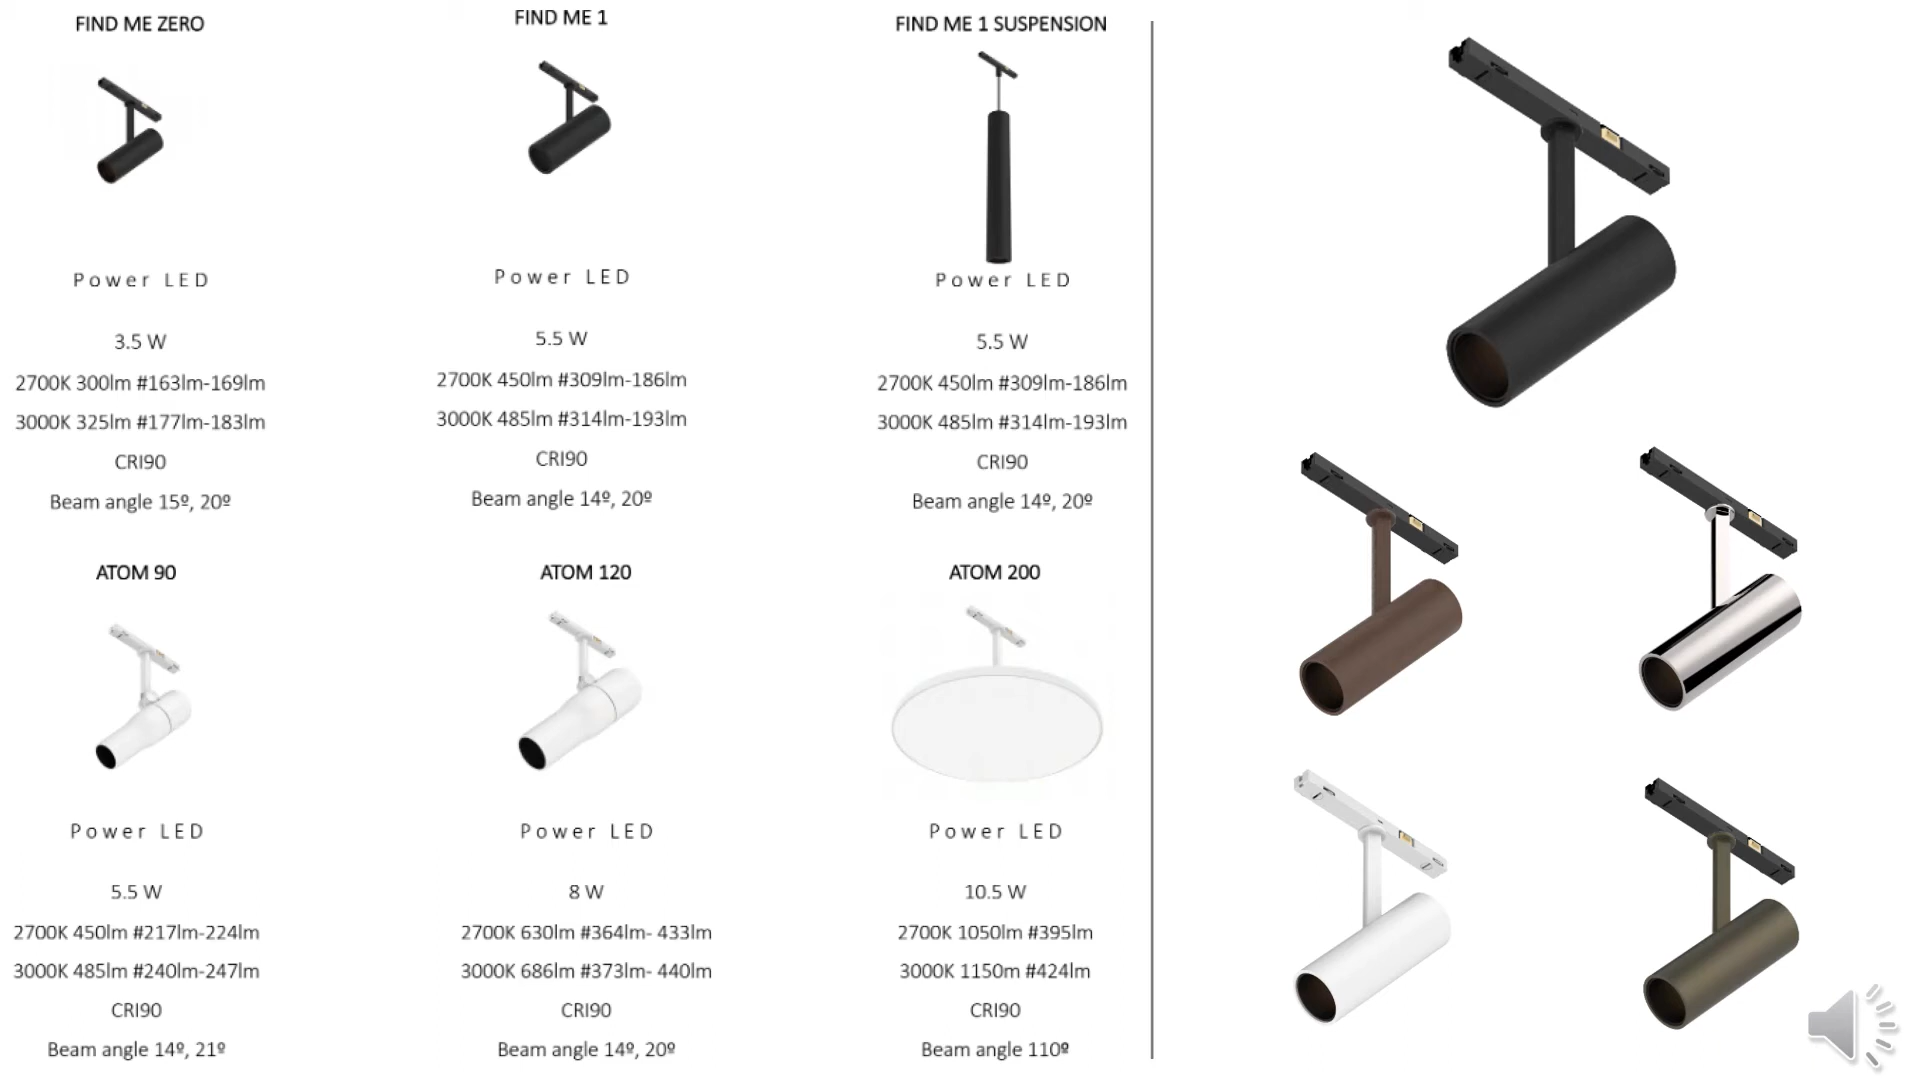 FIND ME ZERO
Power LED
3.5 W
2700K 300lm #163lm-169lm
3000K 325lm #177lm-183lm
CRI90
Beam angle 15º, 20º
FIND ME 1
Power LED
5.5 W
2700K 450lm #309lm-186lm
3000K 485lm #314lm-193lm
CRI90
Beam angle 14º, 20º
FIND ME 1 SUSPENSION
Power LED
5.5 W
2700K 450lm #309lm-186lm
3000K 485lm #314lm-193lm
CRI90
Beam angle 14º, 20º
ATOM 90
Power LED
5.5 W
2700K 450lm #217lm-224lm
3000K 485lm #240lm-247lm
CRI90
Beam angle 14º, 21º
ATOM 120
Power LED
8 W
2700K 630lm #364lm- 433lm
3000K 686lm #373lm- 440lm
CRI90
Beam angle 14º, 20º
ATOM 200
Power LED
10.5 W
2700K 1050lm #395lm
3000K 1150m #424lm
CRI90
Beam angle 110º